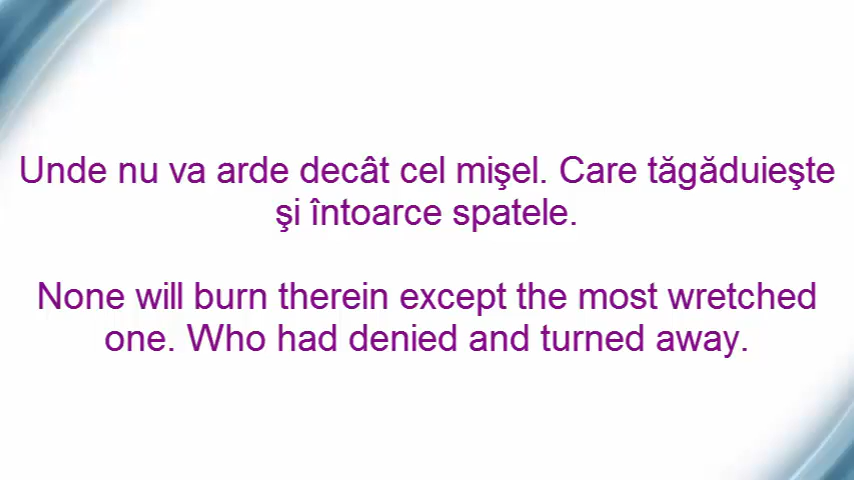 Unde nu va arde decât cel mişel. Care tăgăduieşte
şi întoarce spatele.
None will burn therein except the most wretched
one. Who had denied and turned away.